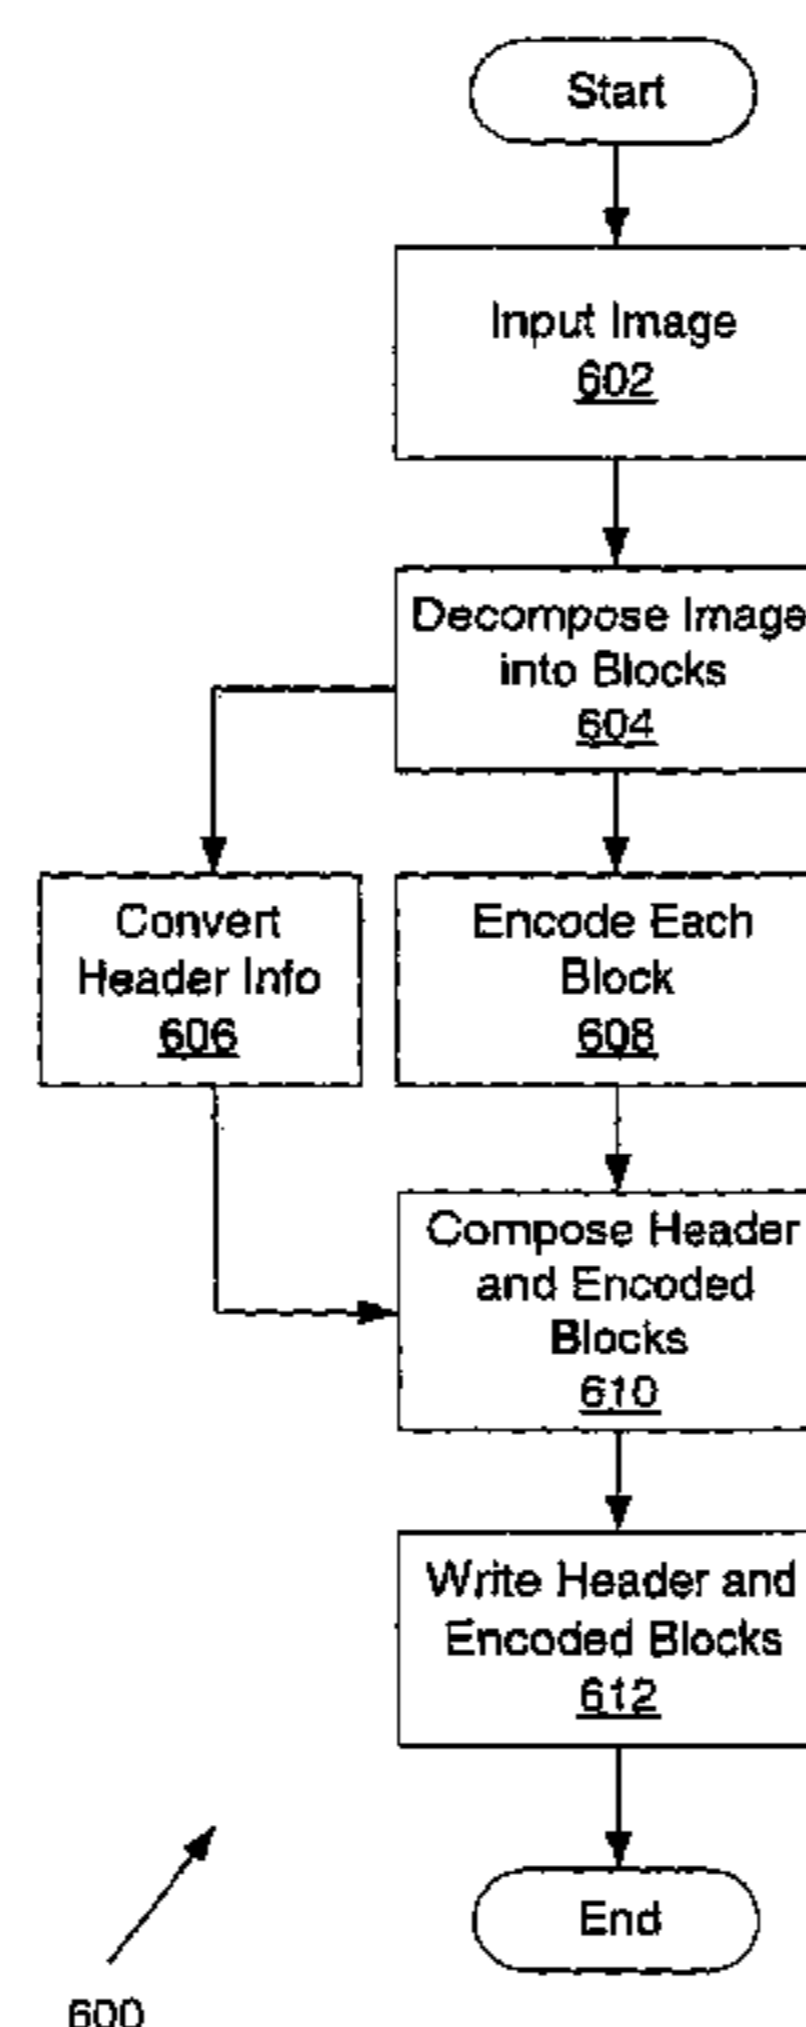 Start
Input Image
602
Decompose Image
into Blocks
604
Convert
Header Info
606
Encode Each
Block
608
Compose Header
and Encoded
Blocks
610
Write Header and
Encoded Blocks
612
End
600